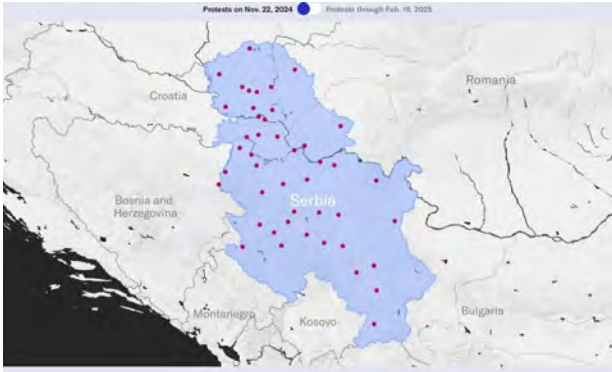 Protests on Nov. 22, 2024 Protests through Feb. 19, 2025
Romania
Croatia
Bosnia and
Herzegovina
Serbia
Montenegro
Kosovo
Bulgaria